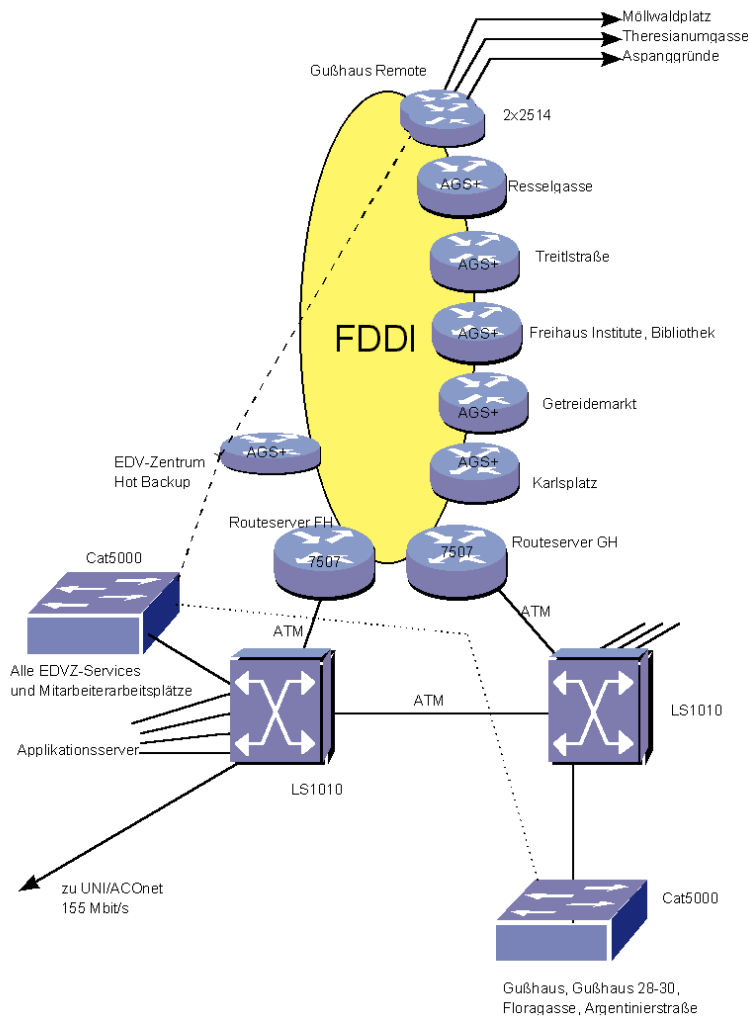 Möllwaldplatz
Theresianumgasse
Aspanggründe
Gußhaus Remote
2x2514
AGS+
Resselgasse
AGS+
Treitlstraße
FDDI
AGS+
Freihaus Institute, Bibliothek
AGS+
Getreidemarkt
AGS+
EDV-Zentrum
Hot Backup
AGS+
Karlsplatz
Routeserver FH
7507
7507
Routeserver GH
Cat5000
ATM
ATM
Alle EDVZ-Services
und Mitarbeiterarbeitsplätze
Applikationsserver
ATM
LS1010
LS1010
zu UNI/ACOnet
155 Mbit/s
Cat5000
Gußhaus, Gußhaus 28-30,
Floragasse, Argentinierstraße